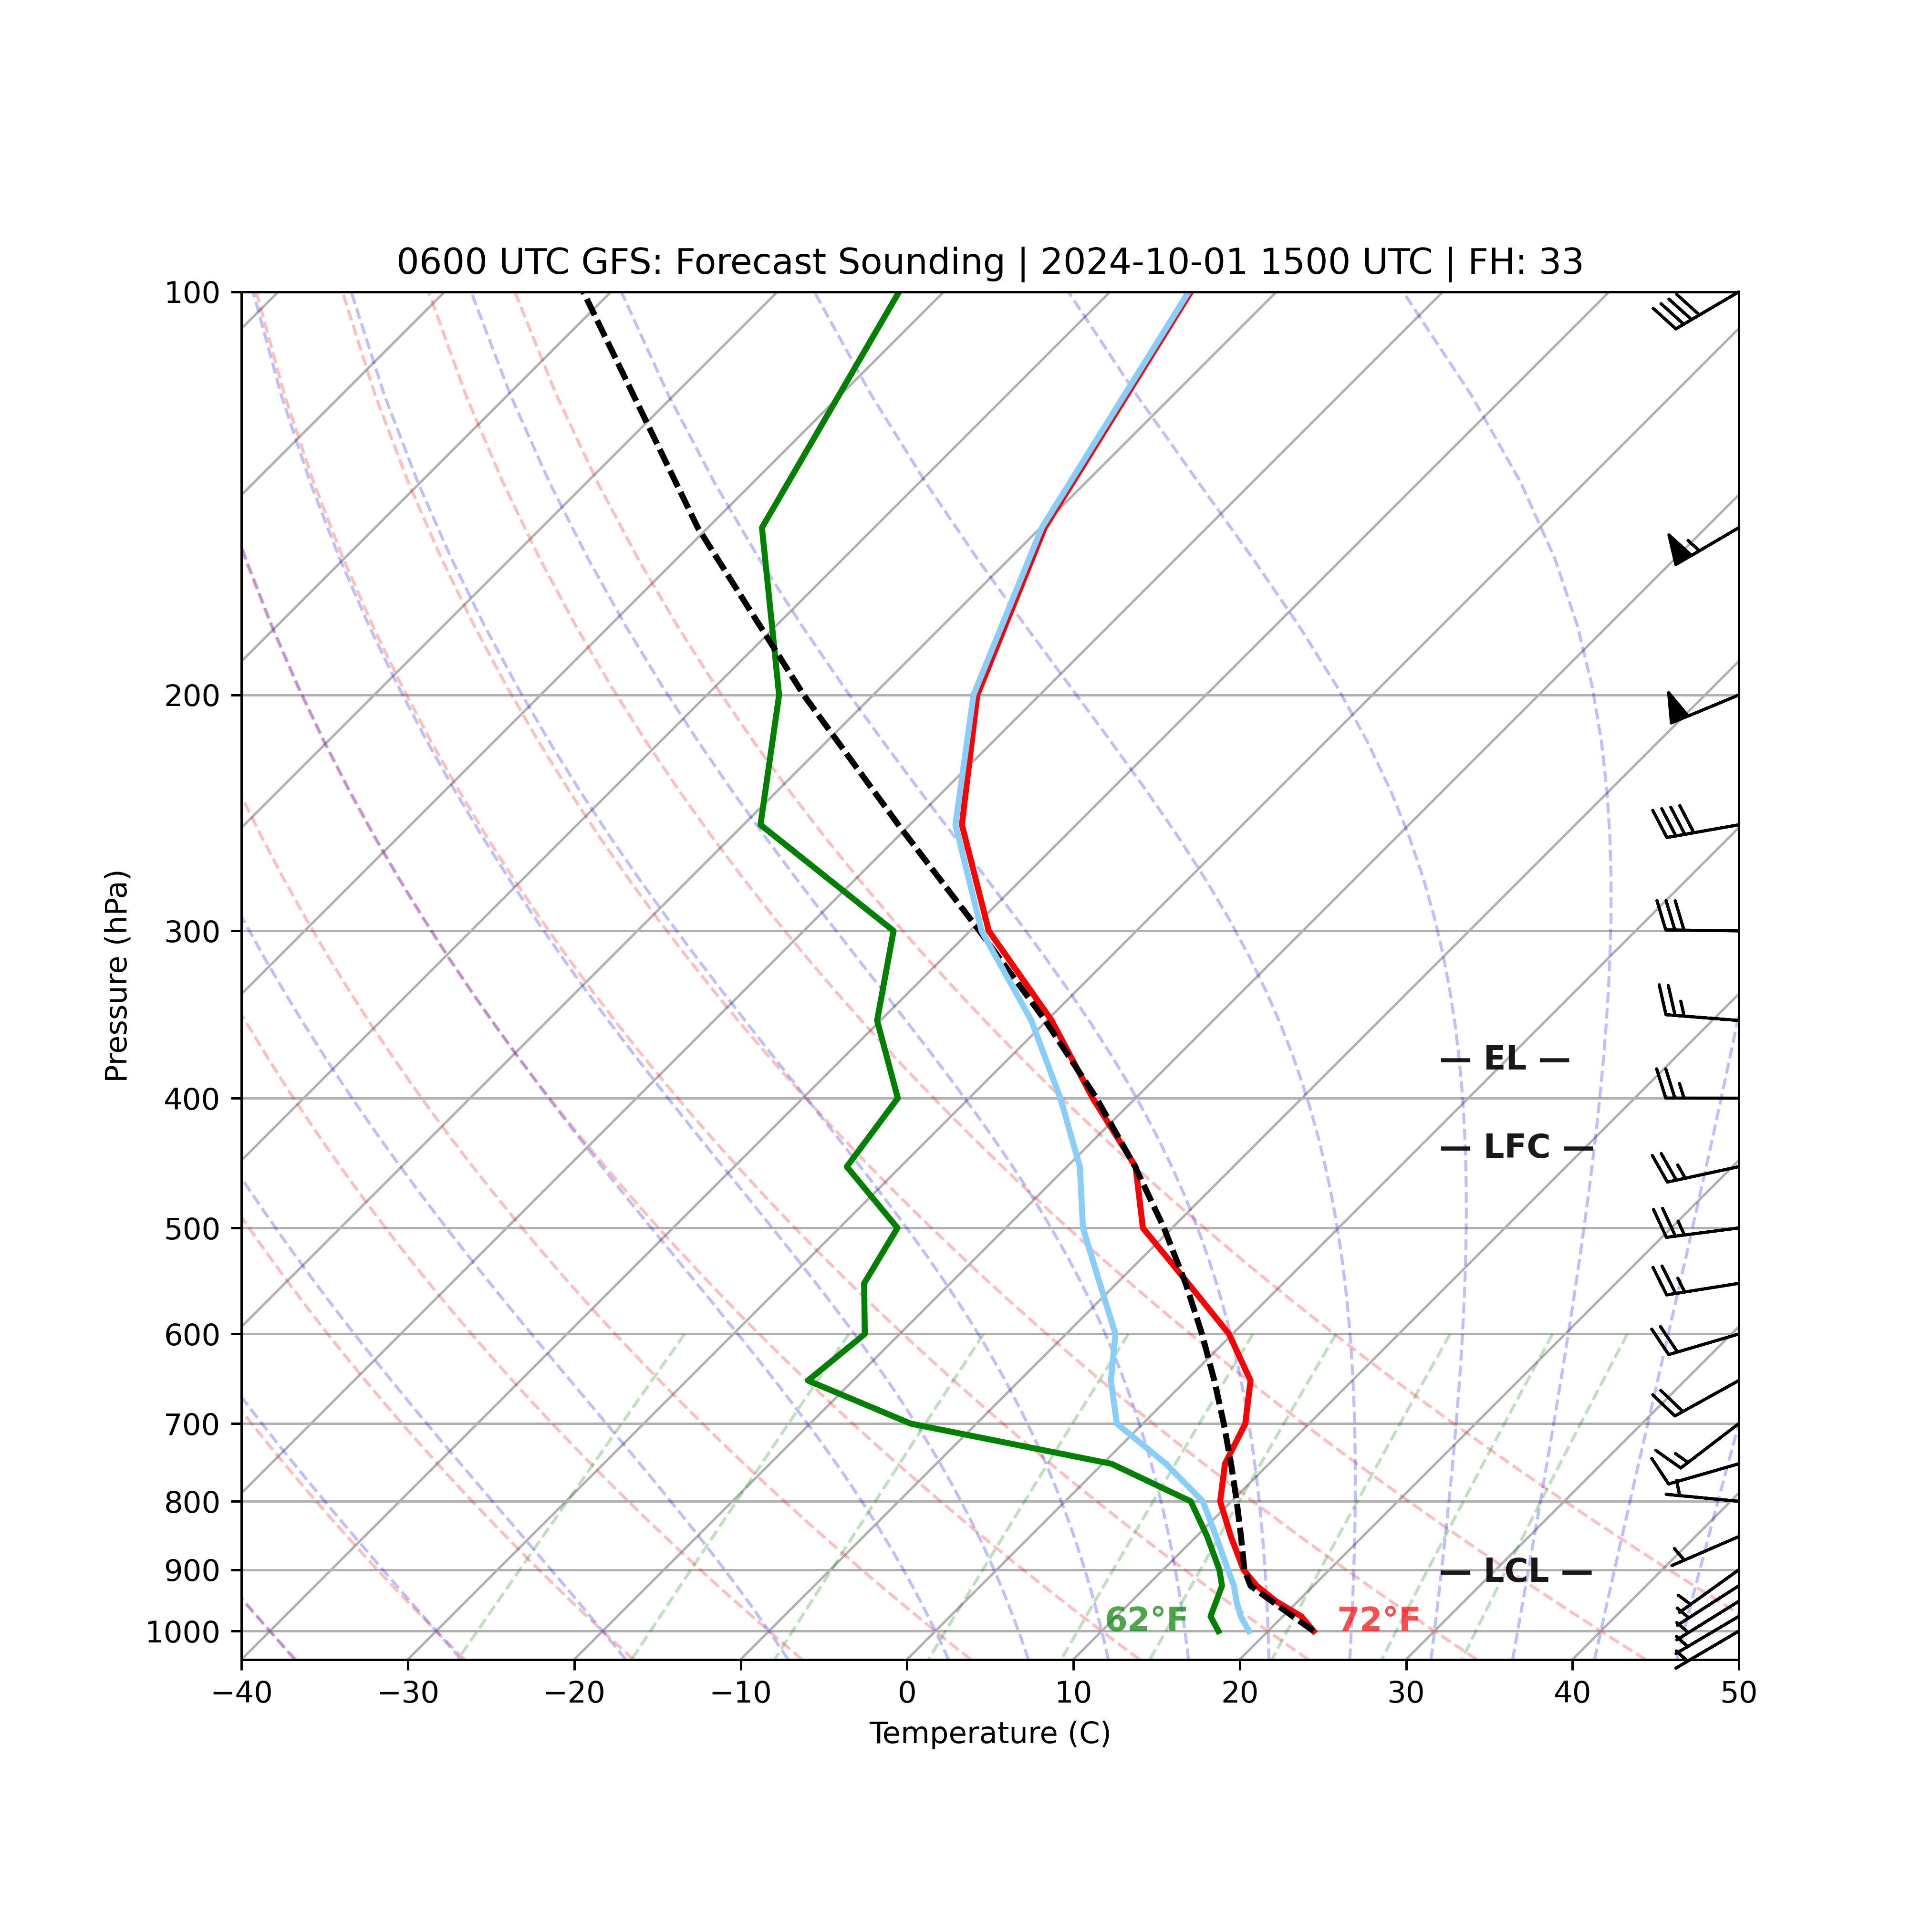 0600 UTC GFS: Forecast Sounding | 2024-10-01 1500 UTC | FH: 33
100
200
300
400
500
600
700
800
900
1000
Pressure (hPa)
— EL —
— LFC —
— LCL —
62°F
72°F
−40 −30 −20 −10 0 10 20 30 40 50
Temperature (C)